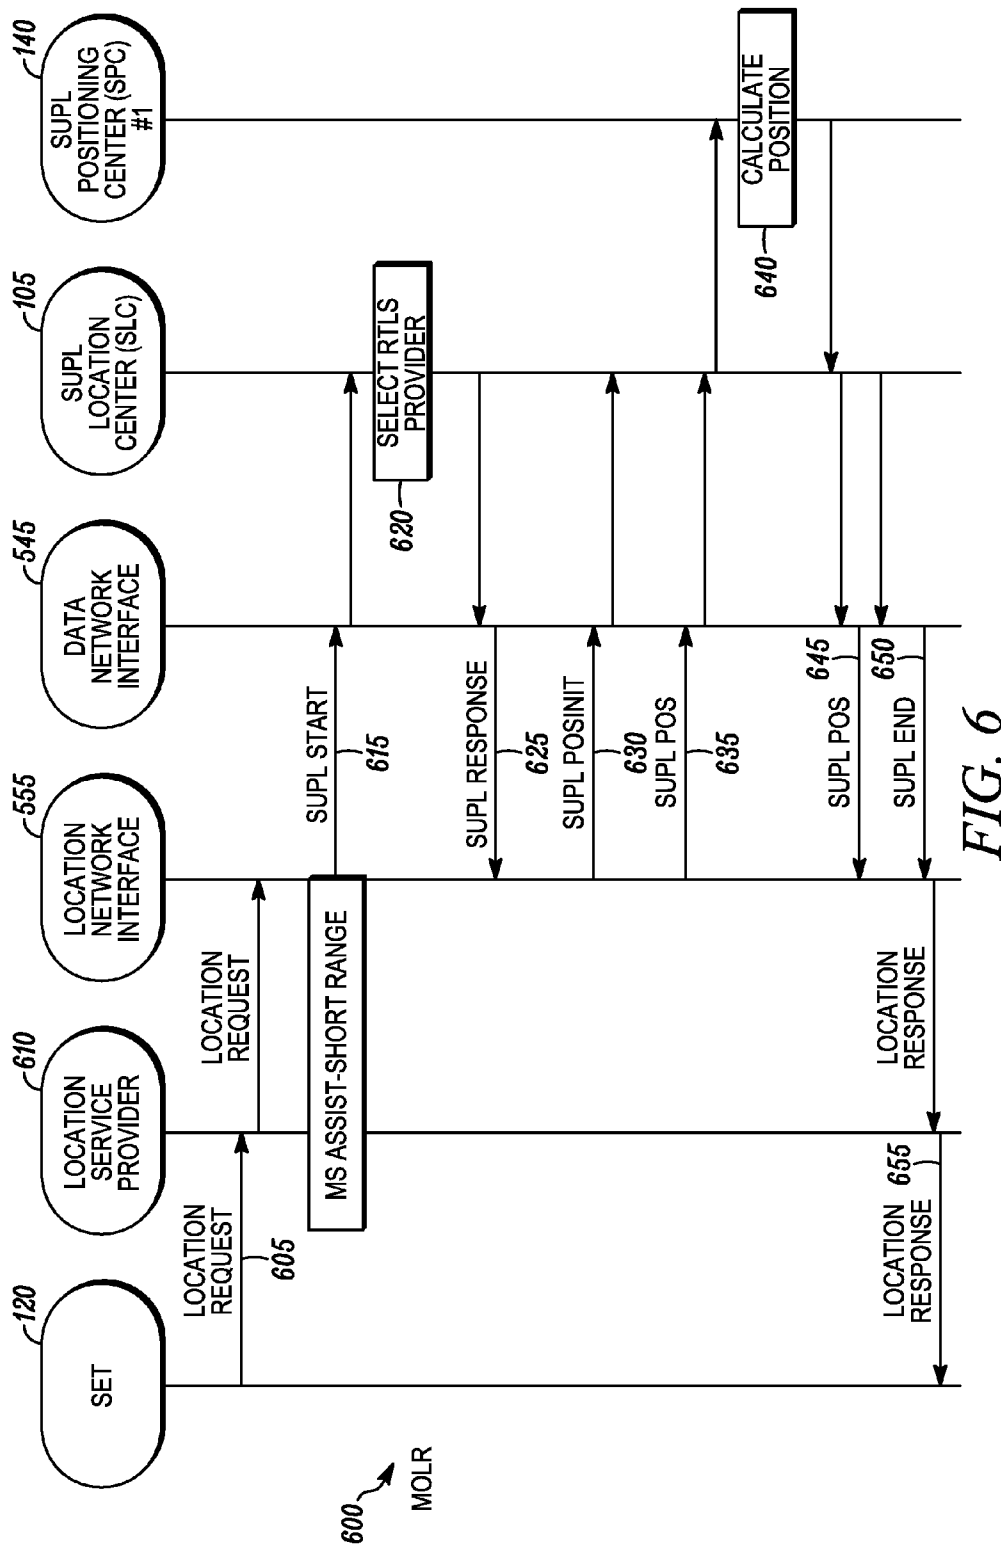 600
MOLR
120
SET
610
LOCATION
SERVICE
PROVIDER
555
LOCATION
NETWORK
INTERFACE
545
DATA
NETWORK
INTERFACE
105
SUPL
LOCATION
CENTER (SLC)
140
SUPL
POSITIONING
CENTER (SPC)
#1
LOCATION
REQUEST
605
LOCATION
REQUEST
MS ASSIST-SHORT RANGE
SUPL START
615
SELECT RTLS
PROVIDER
620
SUPL RESPONSE
625
SUPL POSINIT
630
SUPL POS
635
CALCULATE
POSITION
640
SUPL POS
645
SUPL END
650
LOCATION
RESPONSE
LOCATION
RESPONSE
655
FIG. 6